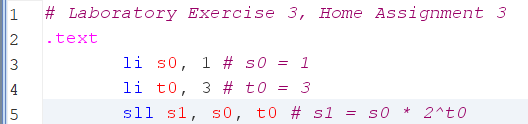 1 # Laboratory Exercise 3, Home Assignment 3
2 .text
3 li s0, 1 # s0 = 1
4 li t0, 3 # t0 = 3
5 sll s1, s0, t0 # s1 = s0 * 2^t0